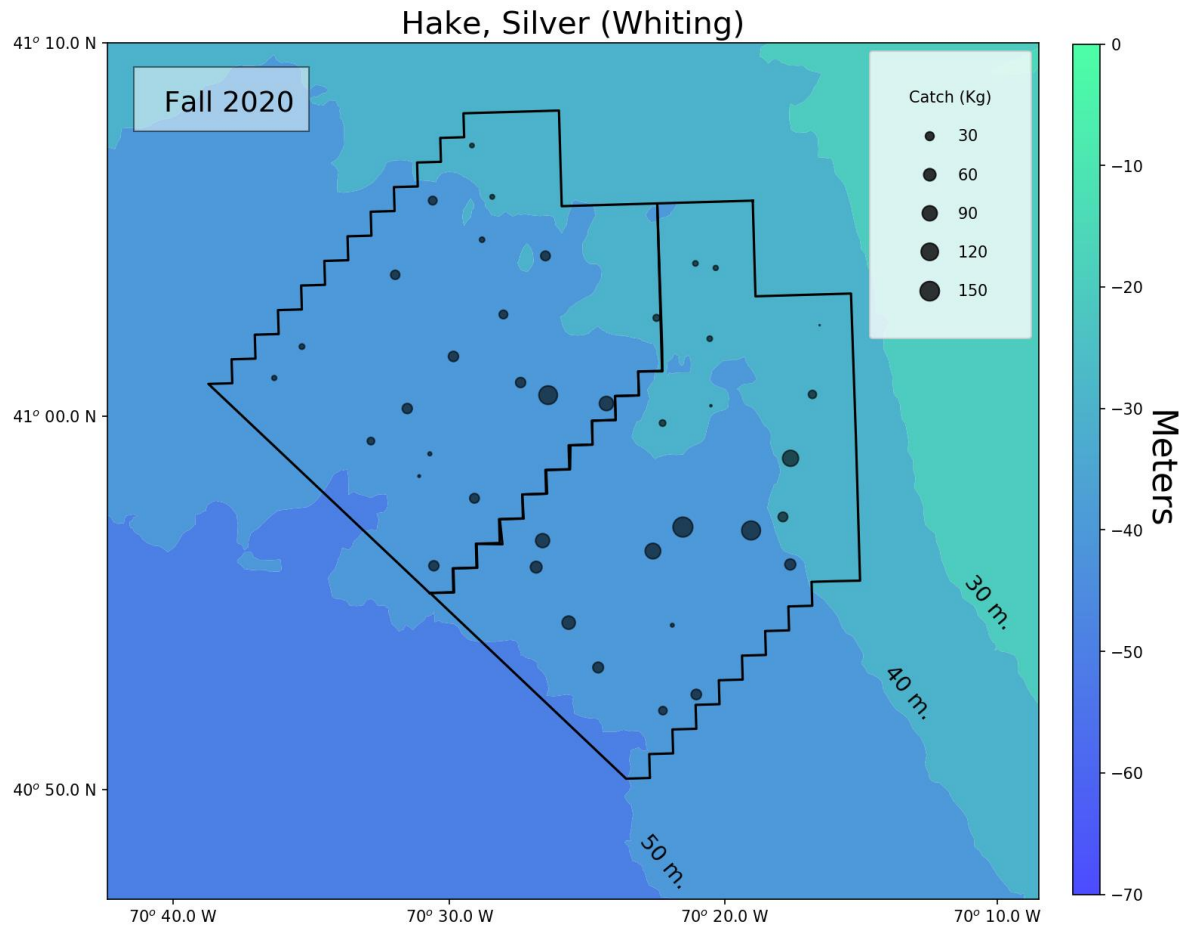 Hake, Silver (Whiting)
41° 10.0 N
41° 00.0 N
40° 50.0 N
Fall 2020
Catch (Kg)
30
60
90
120
150
30 m.
40 m.
50 m.
70° 40.0 W
70° 30.0 W
70° 20.0 W
70° 10.0 W
0
−10
−20
−30
−40
−50
−60
−70
Meters